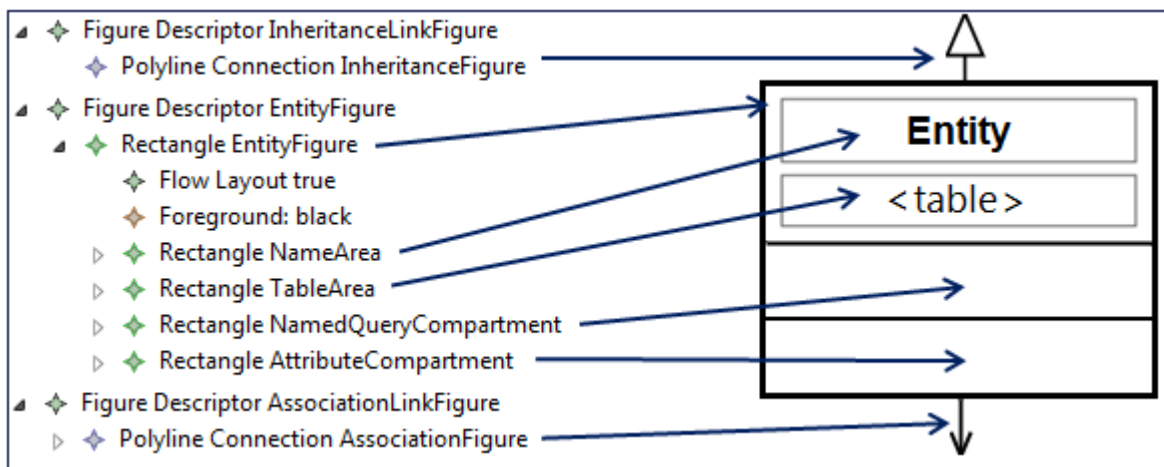 Figure Descriptor InheritanceLinkFigure
Polyline Connection InheritanceFigure
Figure Descriptor EntityFigure
Rectangle EntityFigure
Flow Layout true
Foreground: black
Rectangle NameArea
Rectangle TableArea
Rectangle NamedQueryCompartment
Rectangle AttributeCompartment
Figure Descriptor AssociationLinkFigure
Polyline Connection AssociationFigure
Entity
<table>